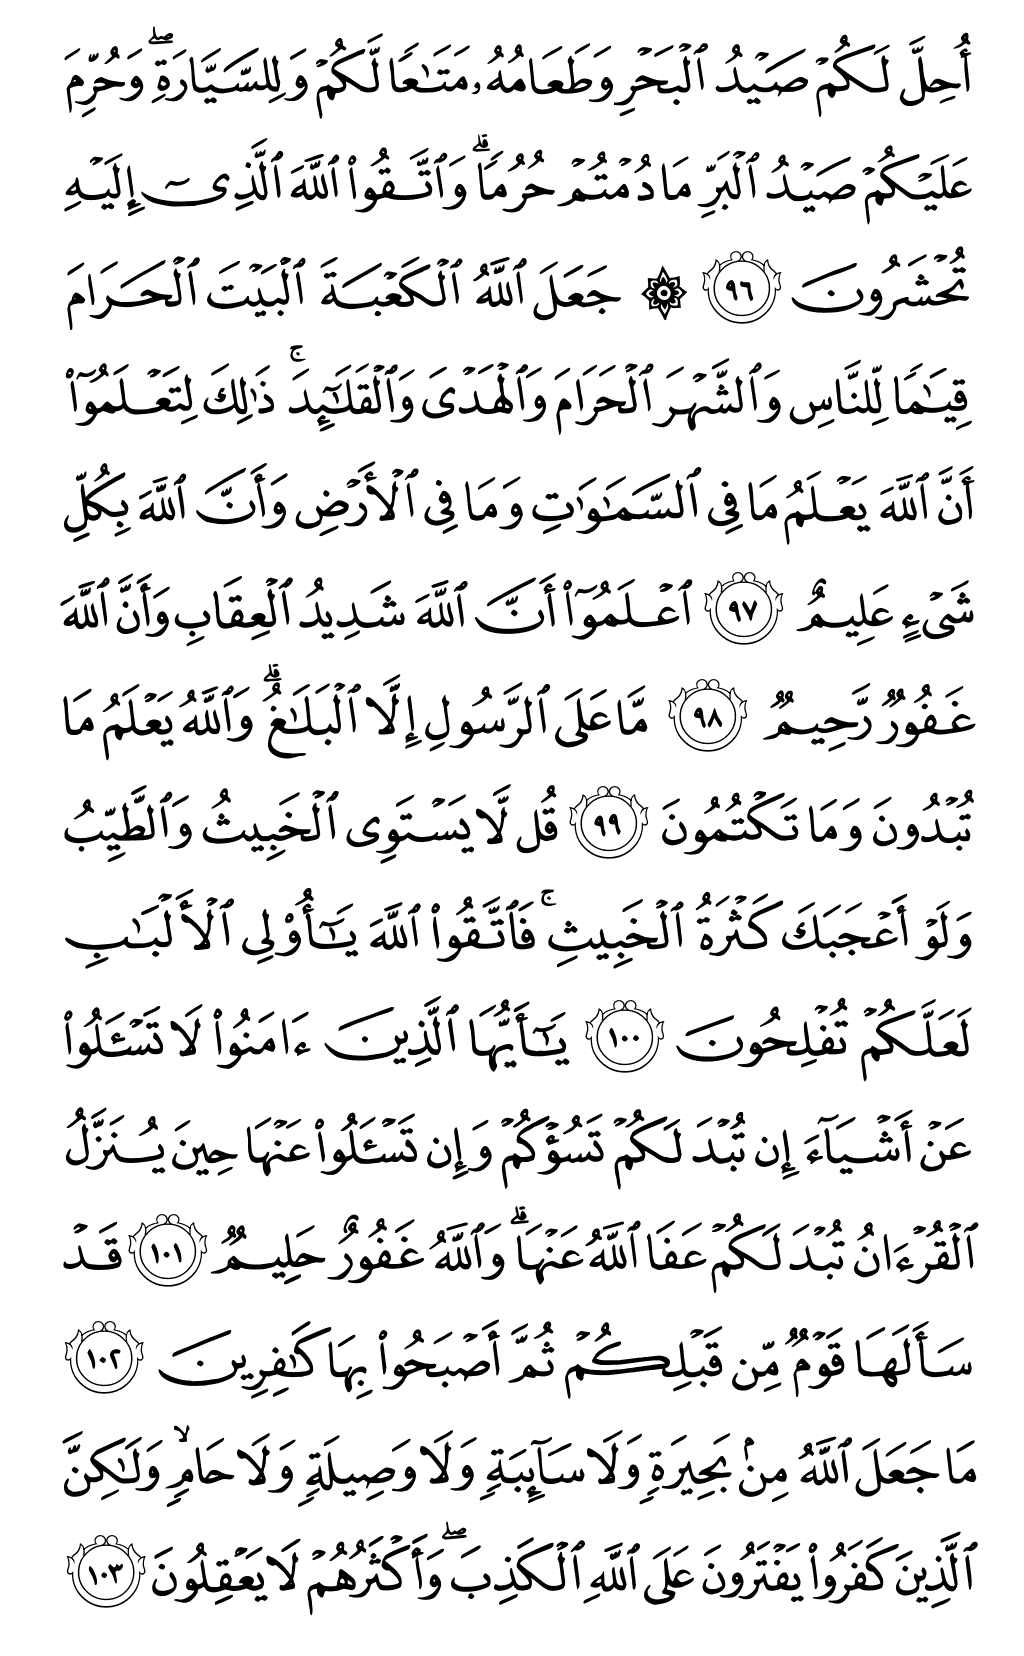 أُحِلَّ لَكُمۡ صَيۡدُ ٱلۡبَحۡرِ وَطَعَامُهُۥ مَتَٰعٗا لَّكُمۡ وَلِلسَّيَّارَةِۖ وَحُرِّمَ
عَلَيۡكُمۡ صَيۡدُ ٱلۡبَرِّ مَا دُمۡتُمۡ حُرُمٗاۗ وَٱتَّقُواْ ٱللَّهَ ٱلَّذِيٓ إِلَيۡهِ
تُحۡشَرُونَ ٩٦ ۞ جَعَلَ ٱللَّهُ ٱلۡكَعۡبَةَ ٱلۡبَيۡتَ ٱلۡحَرَامَ
قِيَٰمٗا لِّلنَّاسِ وَٱلشَّهۡرَ ٱلۡحَرَامَ وَٱلۡهَدۡيَ وَٱلۡقَلَٰٓئِدَۚ ذَٰلِكَ لِتَعۡلَمُوٓاْ
أَنَّ ٱللَّهَ يَعۡلَمُ مَا فِي ٱلسَّمَٰوَٰتِ وَمَا فِي ٱلۡأَرۡضِ وَأَنَّ ٱللَّهَ بِكُلِّ
شَيۡءٍ عَلِيمٌ ٩٧ ٱعۡلَمُوٓاْ أَنَّ ٱللَّهَ شَدِيدُ ٱلۡعِقَابِ وَأَنَّ ٱللَّهَ
غَفُورٞ رَّحِيمٞ ٩٨ مَّا عَلَى ٱلرَّسُولِ إِلَّا ٱلۡبَلَٰغُۗ وَٱللَّهُ يَعۡلَمُ مَا
تُبۡدُونَ وَمَا تَكۡتُمُونَ ٩٩ قُل لَّا يَسۡتَوِي ٱلۡخَبِيثُ وَٱلطَّيِّبُ
وَلَوۡ أَعۡجَبَكَ كَثۡرَةُ ٱلۡخَبِيثِۚ فَٱتَّقُواْ ٱللَّهَ يَٰٓأُوْلِي ٱلۡأَلۡبَٰبِ
لَعَلَّكُمۡ تُفۡلِحُونَ ١٠٠ يَٰٓأَيُّهَا ٱلَّذِينَ ءَامَنُواْ لَا تَسۡـَٔلُواْ
عَنۡ أَشۡيَآءَ إِن تُبۡدَ لَكُمۡ تَسُؤۡكُمۡ وَإِن تَسۡـَٔلُواْ عَنۡهَا حِينَ يُنَزَّلُ
ٱلۡقُرۡءَانُ تُبۡدَ لَكُمۡ عَفَا ٱللَّهُ عَنۡهَاۗ وَٱللَّهُ غَفُورٌ حَلِيمٞ ١٠١ قَدۡ
سَأَلَهَا قَوۡمٞ مِّن قَبۡلِكُمۡ ثُمَّ أَصۡبَحُواْ بِهَا كَٰفِرِينَ ١٠٢
مَا جَعَلَ ٱللَّهُ مِنۢ بَحِيرَةٖ وَلَا سَآئِبَةٖ وَلَا وَصِيلَةٖ وَلَا حَامٖ وَلَٰكِنَّ
ٱلَّذِينَ كَفَرُواْ يَفۡتَرُونَ عَلَى ٱللَّهِ ٱلۡكَذِبَۖ وَأَكۡثَرُهُمۡ لَا يَعۡقِلُونَ ١٠٣